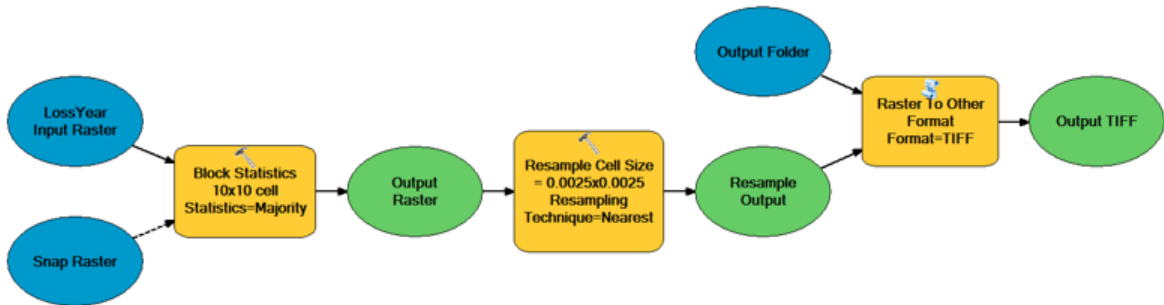 LossYear
Input Raster
Snap Raster
Block Statistics
10x10 cell
Statistics=Majority
Output
Raster
Resample Cell Size
= 0.0025x0.0025
Resampling
Technique=Nearest
Output Folder
Resample
Output
Raster To Other
Format
Format=TIFF
Output TIFF